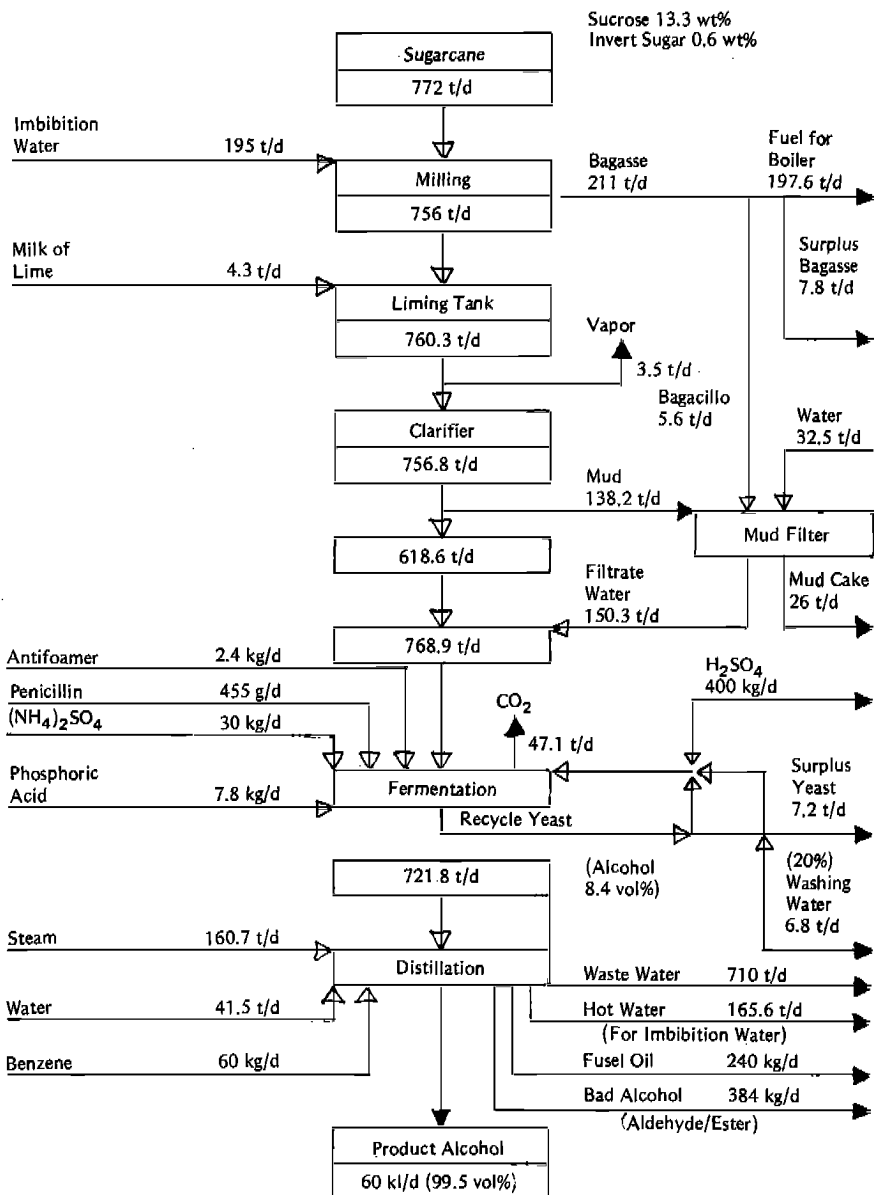 Sucrose 13.3 wt%
Invert Sugar 0.6 wt%
Sugarcane
772 t/d
Imbibition
Water 195 t/d
Milling
756 t/d
Bagasse
211 t/d
Fuel for
Boiler
197.6 t/d
Milk of
Lime 4.3 t/d
Liming Tank
760.3 t/d
Surplus
Bagasse
7.8 t/d
Vapor
3.5 t/d
Bagacillo
5.6 t/d
Clarifier
756.8 t/d
Water
32.5 t/d
Mud
138.2 t/d
Mud Filter
618.6 t/d
Filtrate
Water
150.3 t/d
Mud Cake
26 t/d
768.9 t/d
Antifoamer 2.4 kg/d
Penicillin 455 g/d
(NH4)2SO4 30 kg/d
Phosphoric
Acid 7.8 kg/d
CO2
47.1 t/d
H2SO4
400 kg/d
Fermentation
Recycle Yeast
Surplus
Yeast
7.2 t/d
721.8 t/d
(Alcohol
8.4 vol%)
(20%)
Washing
Water
6.8 t/d
Steam 160.7 t/d
Distillation
Water 41.5 t/d
Benzene 60 kg/d
Waste Water 710 t/d
Hot Water 165.6 t/d
(For Imbibition Water)
Fusel Oil 240 kg/d
Bad Alcohol 384 kg/d
(Aldehyde/Ester)
Product Alcohol
60 kl/d (99.5 vol%)